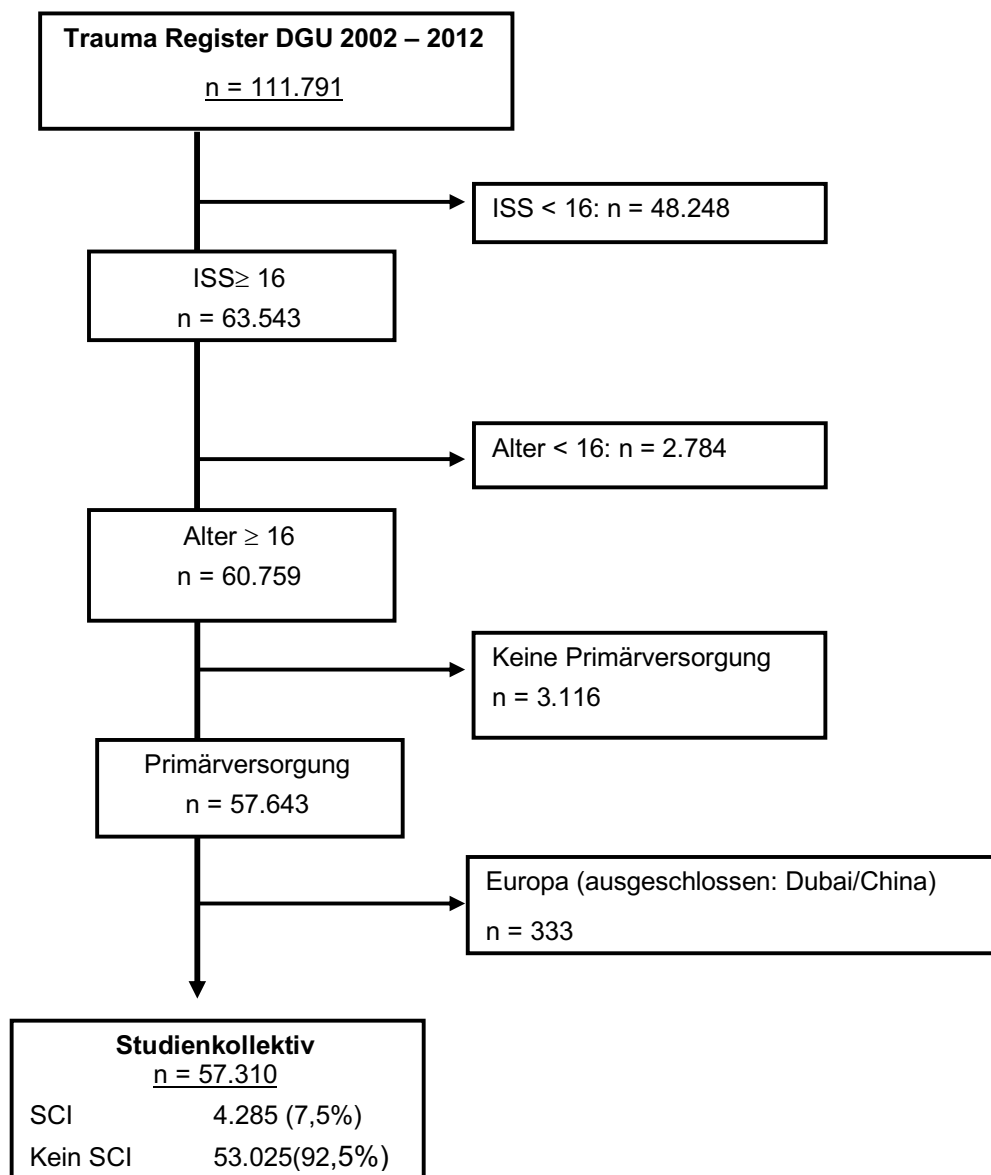 Trauma Register DGU 2002 – 2012
n = 111.791
ISS < 16: n = 48.248
ISS≥ 16
n = 63.543
Alter < 16: n = 2.784
Alter ≥ 16
n = 60.759
Keine Primärversorgung
n = 3.116
Primärversorgung
n = 57.643
Europa (ausgeschlossen: Dubai/China)
n = 333
Studienkollektiv
n = 57.310
SCI 4.285 (7,5%)
Kein SCI 53.025(92,5%)